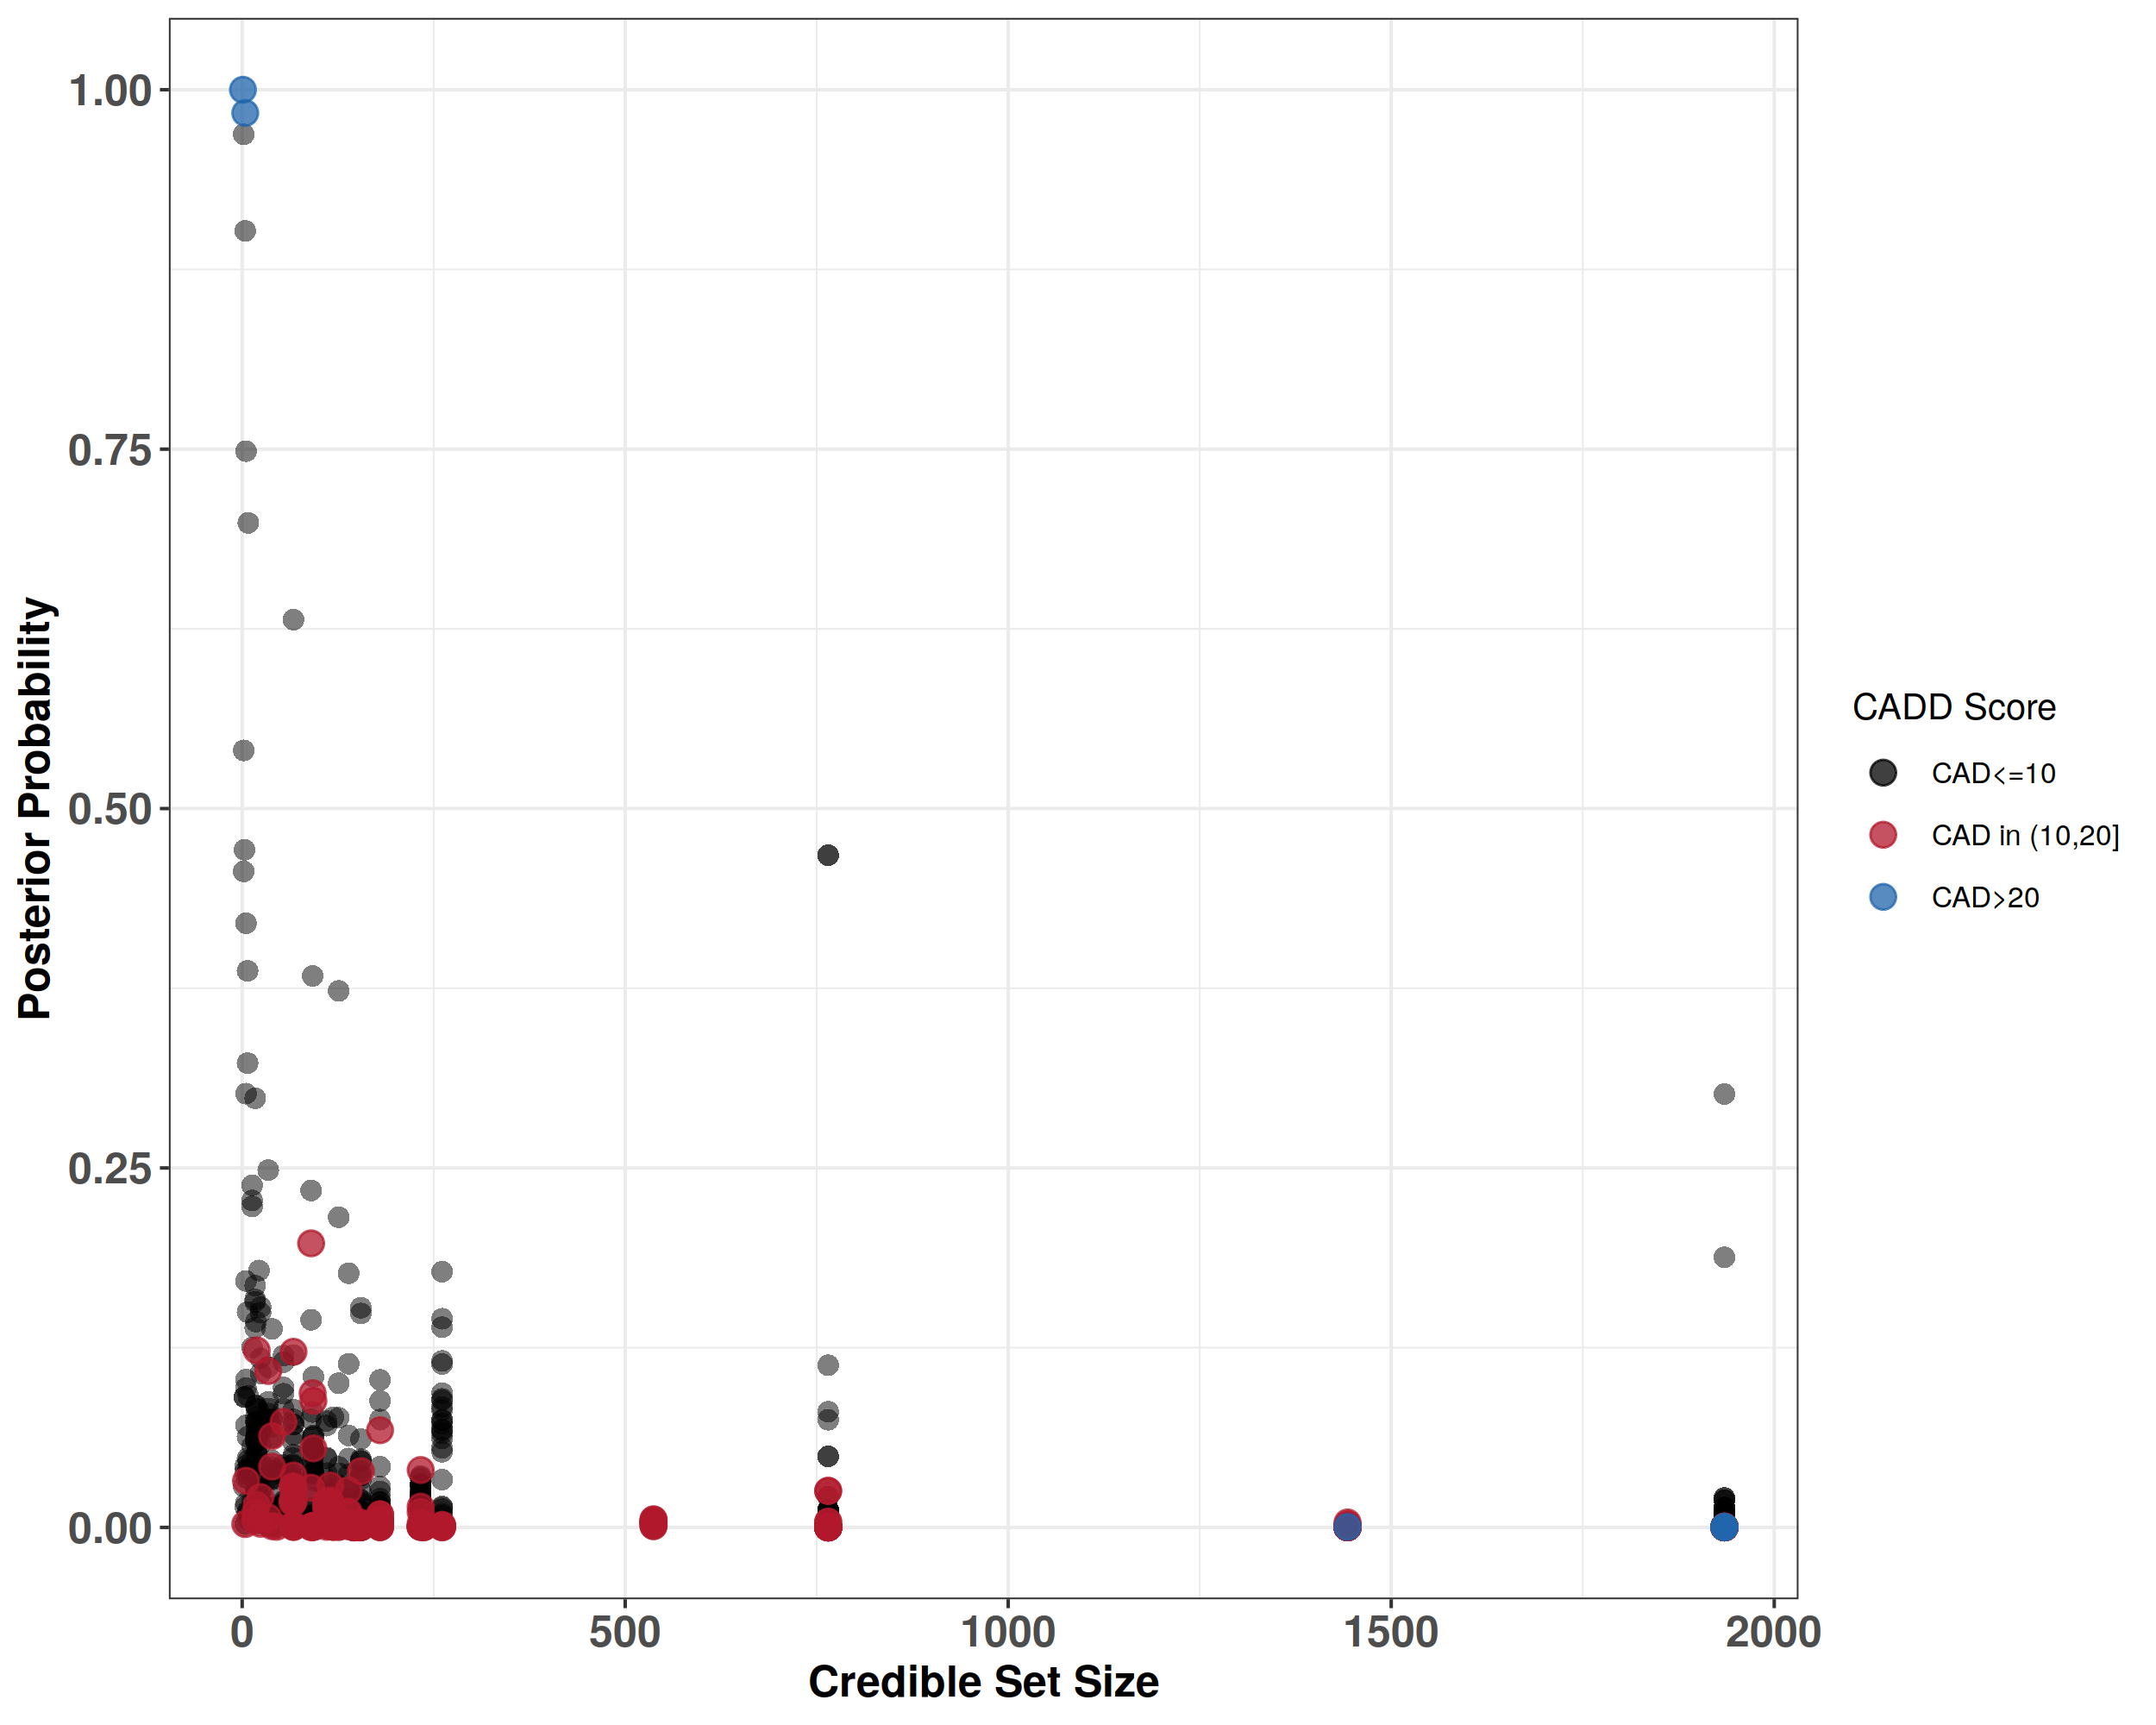 1.00
0.75
0.50
0.25
0.00
Posterior Probability
0
500
1000
1500
2000
Credible Set Size
CADD Score
CAD<=10
CAD in (10,20]
CAD>20